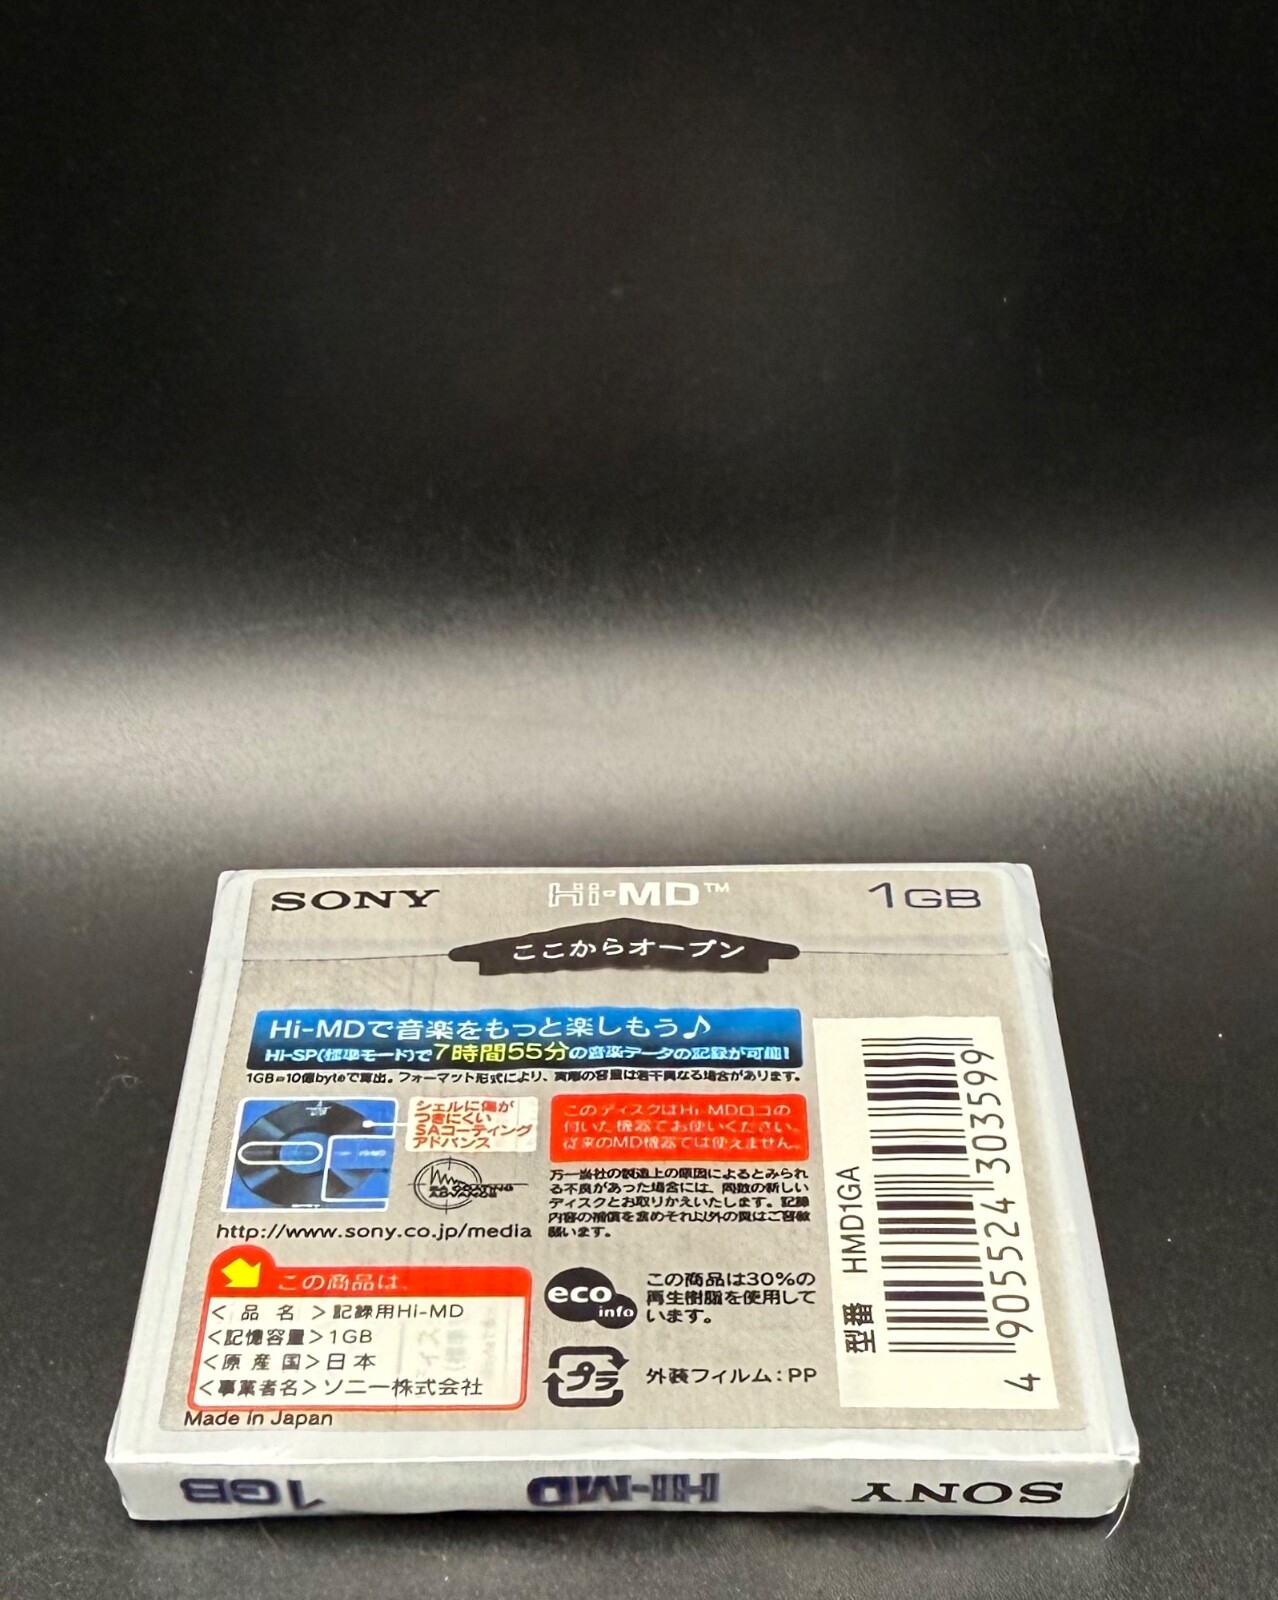 SONY Hi-MD™ 1GB
ここからオープン
Hi-MDで音楽をもっと楽しもう♪
Hi-SP(標準モード)で7時間55分の音楽データの記録が可能!
1GB=10億byteで算出。フォーマット形式により、実際の容量は若干異なる場合があります。
シェルに傷が
つきにくい
SAコーティング
アドバンス
SA COATING
ADVANCE
http://www.sony.co.jp/media
このディスクはHi-MDロゴの
付いた機器でお使いください。
従来のMD機器では使えません。
万一当社の製造上の原因によるとみられ
る不良があった場合には、同数の新しい
ディスクとお取りかえいたします。記録
内容の補償を含めそれ以外の責はご容赦
願います。
この商品は、
<品名>記録用Hi-MD
<記憶容量>1GB
<原産国>日本
<事業者名>ソニー株式会社
Made in Japan
eco
info
この商品は30%の
再生樹脂を使用して
います。
プラ
外装フィルム:PP
型番 HMD1GA
4 905524 303599
SONY Hi-MD 1GB